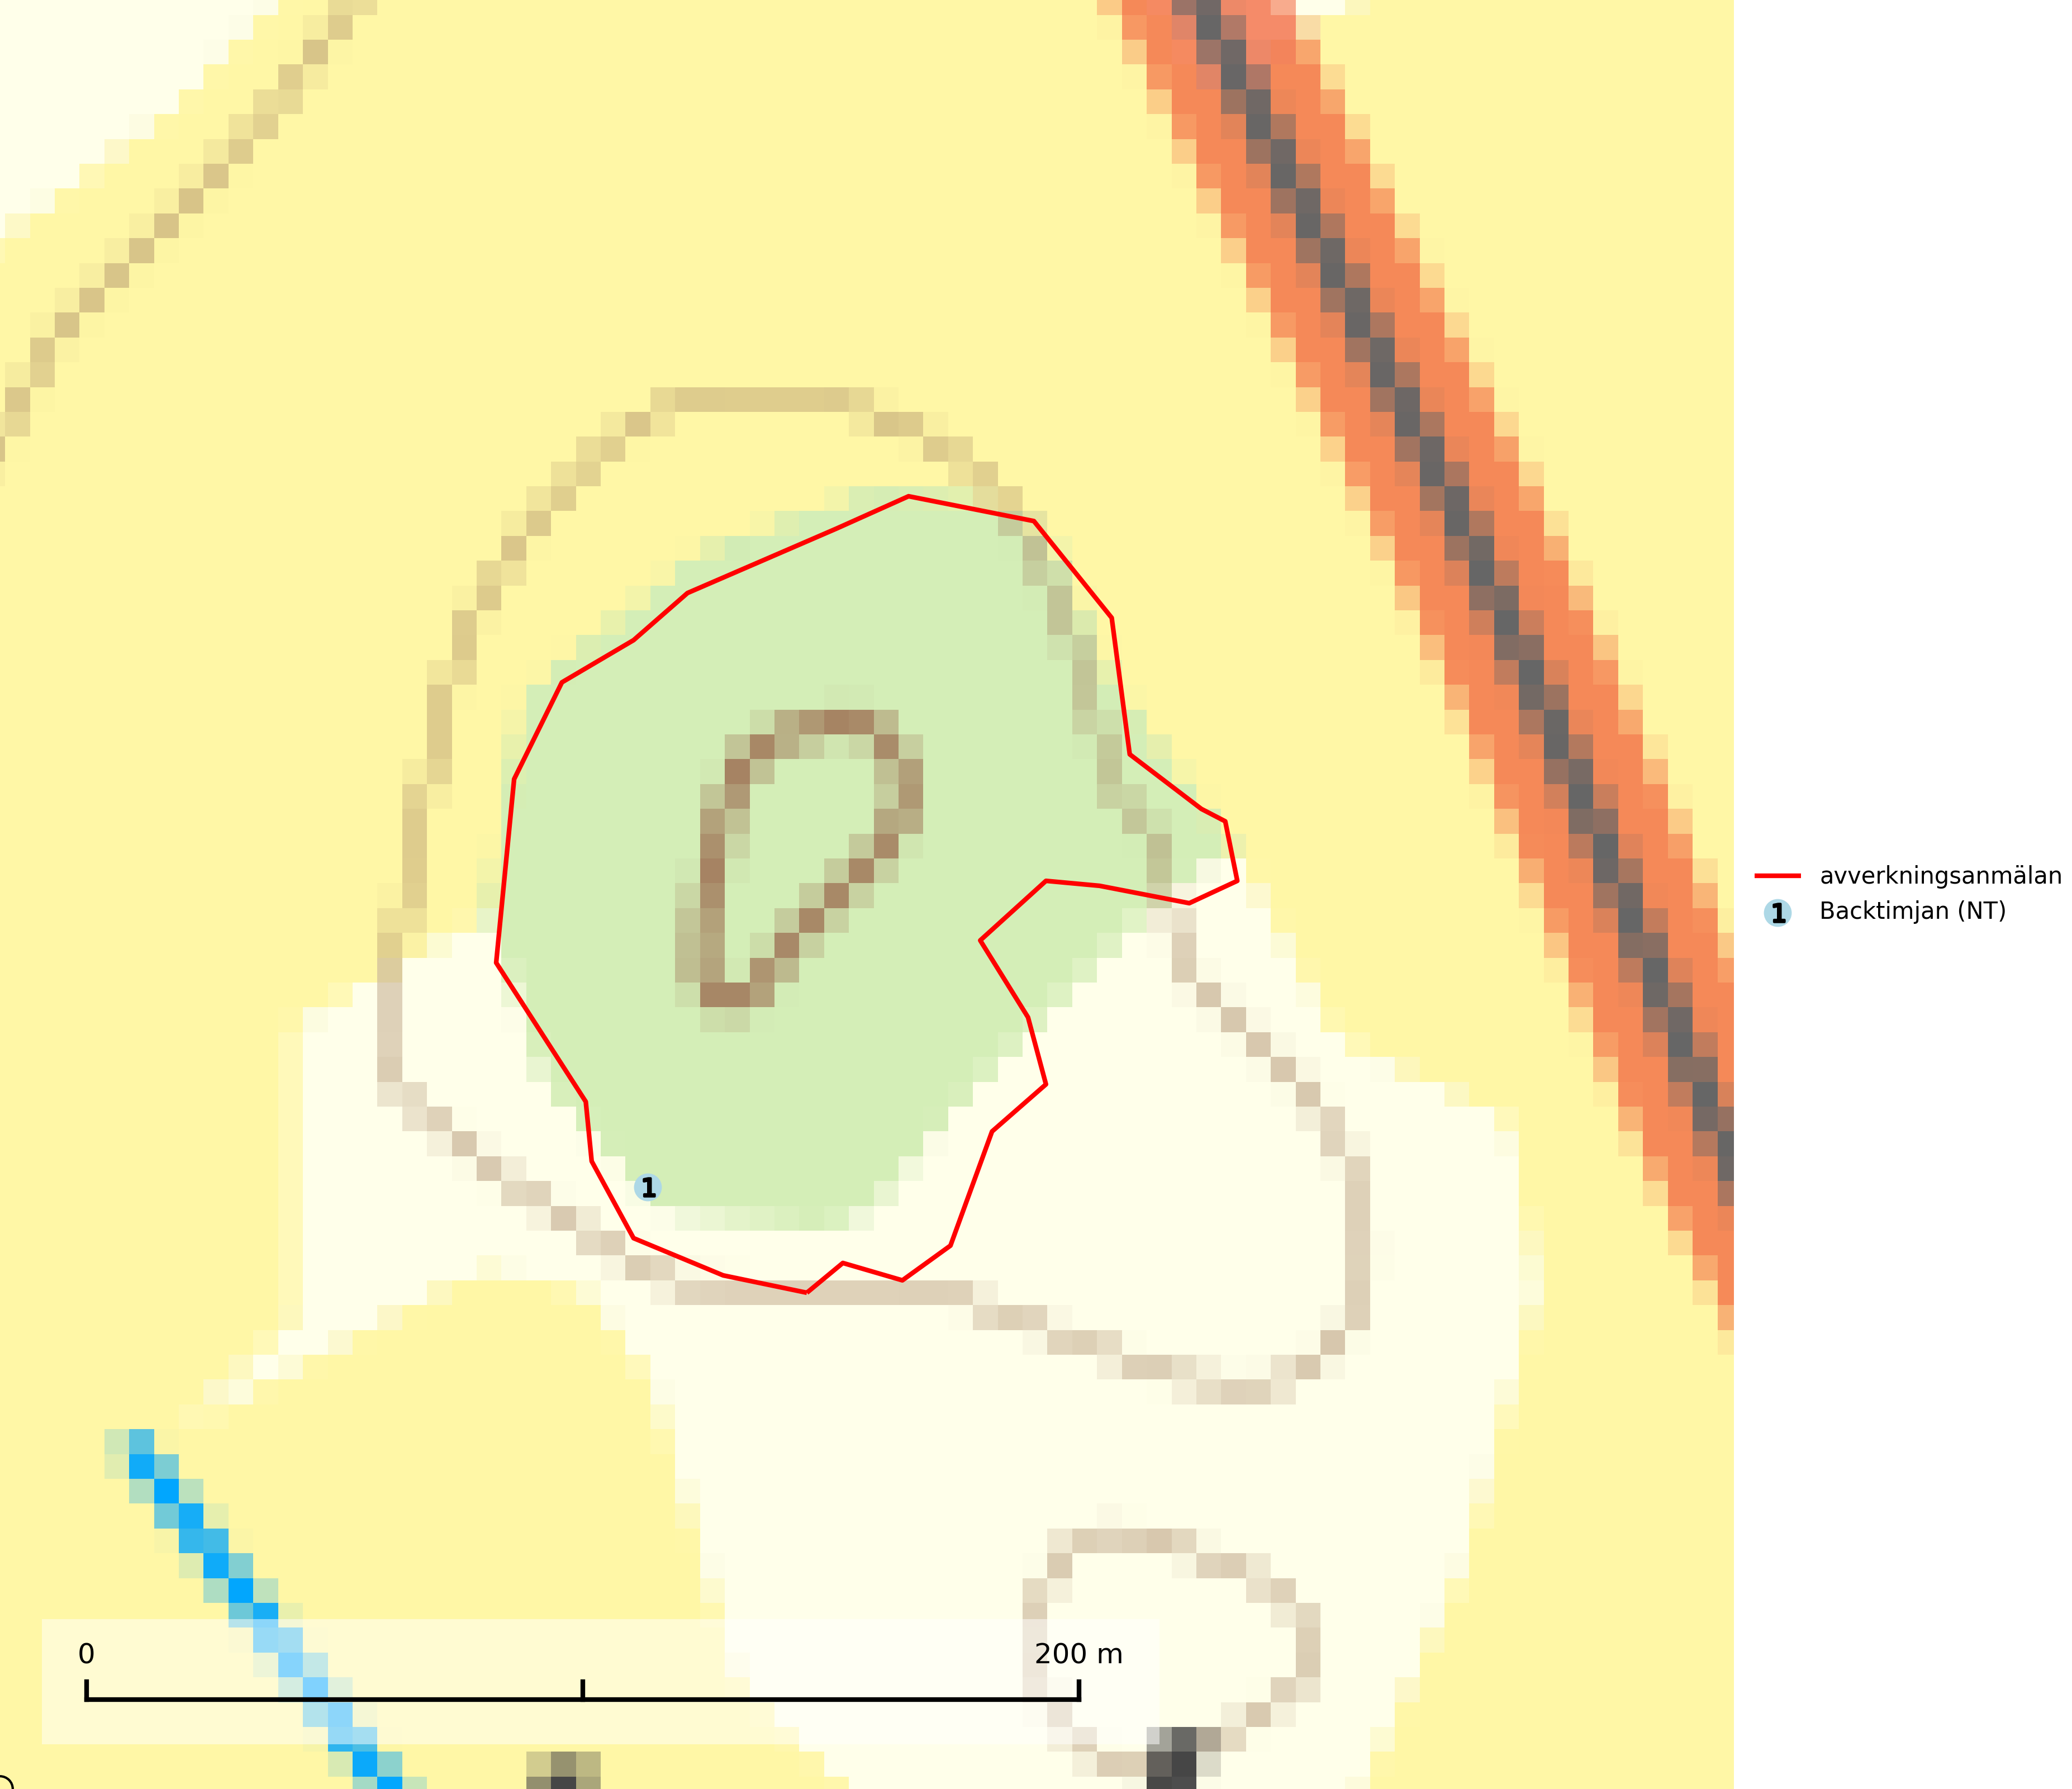 avverkningsanmälan
1 Backtimjan (NT)
1
0 200 m